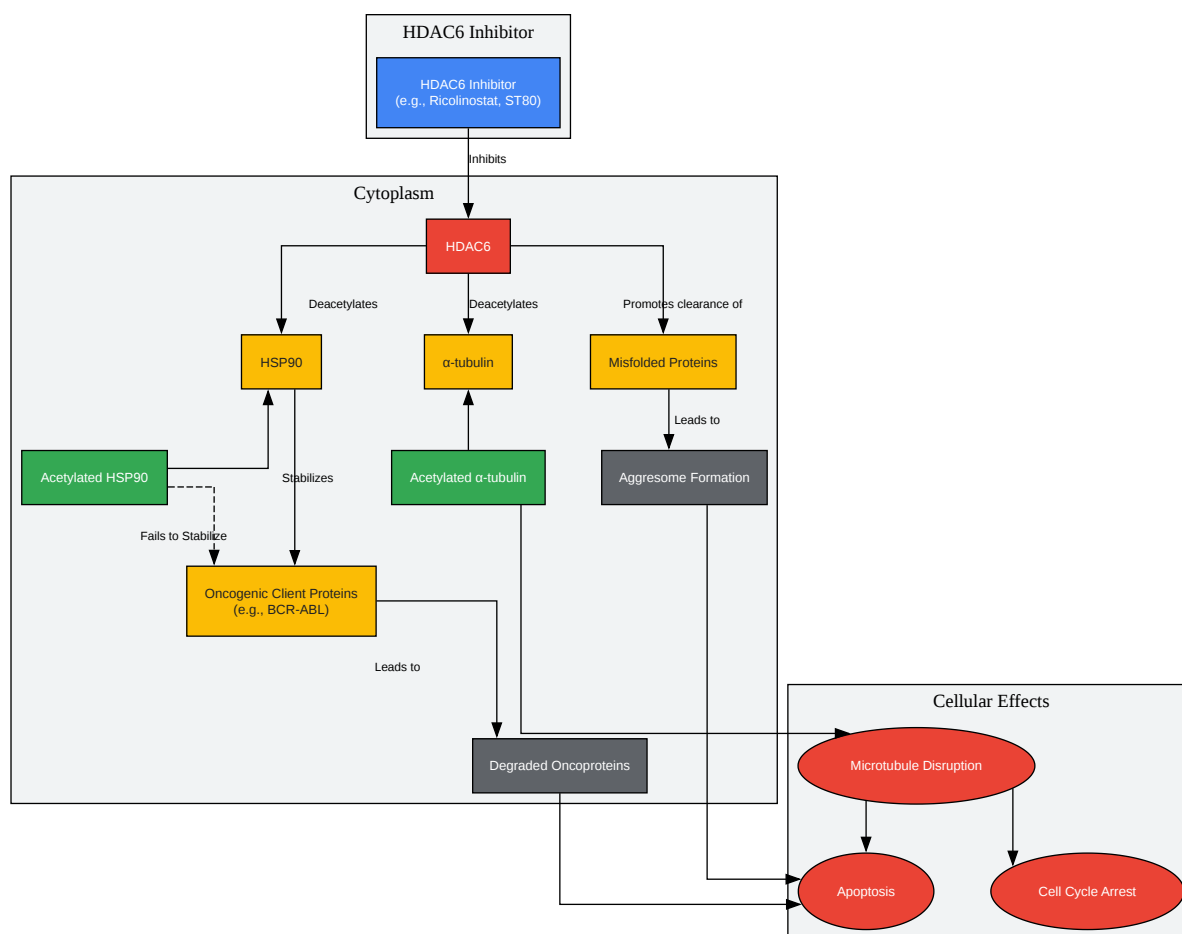 HDAC6 Inhibitor
HDAC6 Inhibitor
(e.g., Ricolinostat, ST80)
Inhibits
Cytoplasm
HDAC6
Deacetylates
Deacetylates
Promotes clearance of
HSP90
α-tubulin
Misfolded Proteins
Leads to
Acetylated HSP90
Stabilizes
Acetylated α-tubulin
Aggresome Formation
Fails to Stabilize
Oncogenic Client Proteins
(e.g., BCR-ABL)
Leads to
Cellular Effects
Degraded Oncoproteins
Microtubule Disruption
Apoptosis
Cell Cycle Arrest